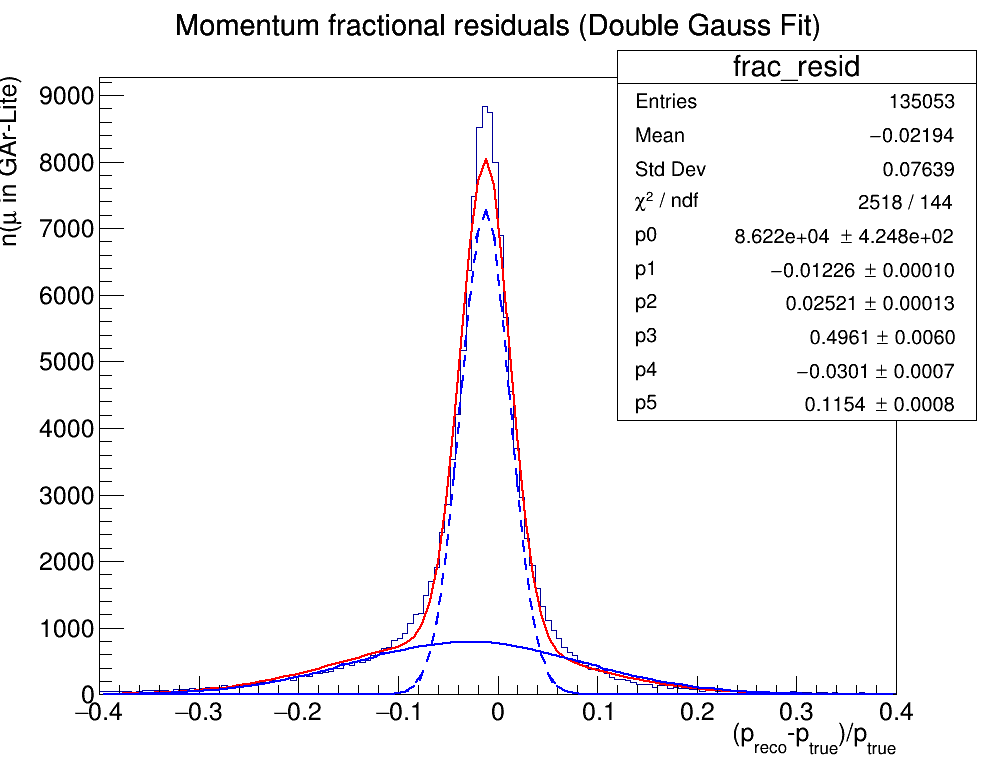 Momentum fractional residuals (Double Gauss Fit)
frac_resid
Entries 135053
Mean −0.02194
Std Dev 0.07639
χ² / ndf 2518 / 144
p0 8.622e+04 ± 4.248e+02
p1 −0.01226 ± 0.00010
p2 0.02521 ± 0.00013
p3 0.4961 ± 0.0060
p4 −0.0301 ± 0.0007
p5 0.1154 ± 0.0008
n(μ in GAr-Lite)
9000
8000
7000
6000
5000
4000
3000
2000
1000
0
−0.4 −0.3 −0.2 −0.1 0 0.1 0.2 0.3 0.4
(p_reco-p_true)/p_true